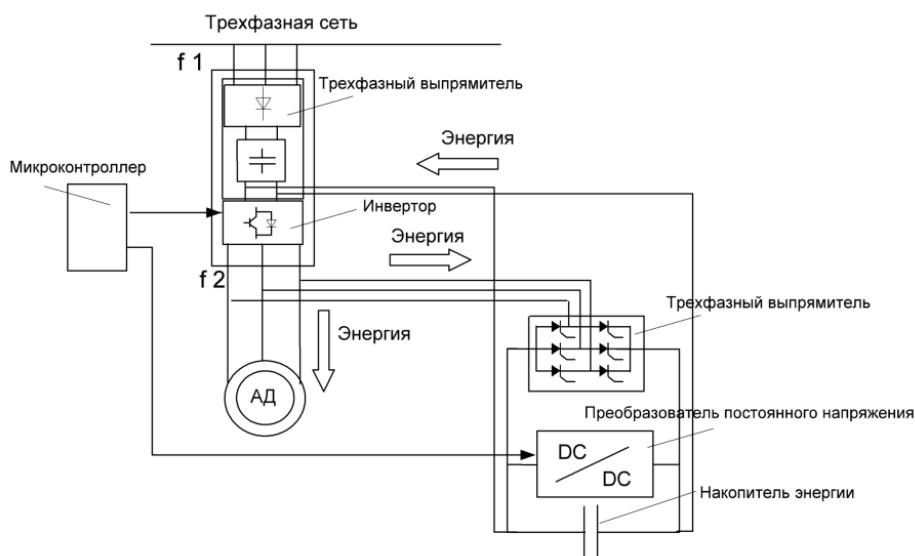 Трехфазная сеть
f 1
Трехфазный выпрямитель
Энергия
Микроконтроллер
Инвертор
Энергия
f 2
Трехфазный выпрямитель
Энергия
АД
Преобразователь постоянного напряжения
DC
DC
Накопитель энергии